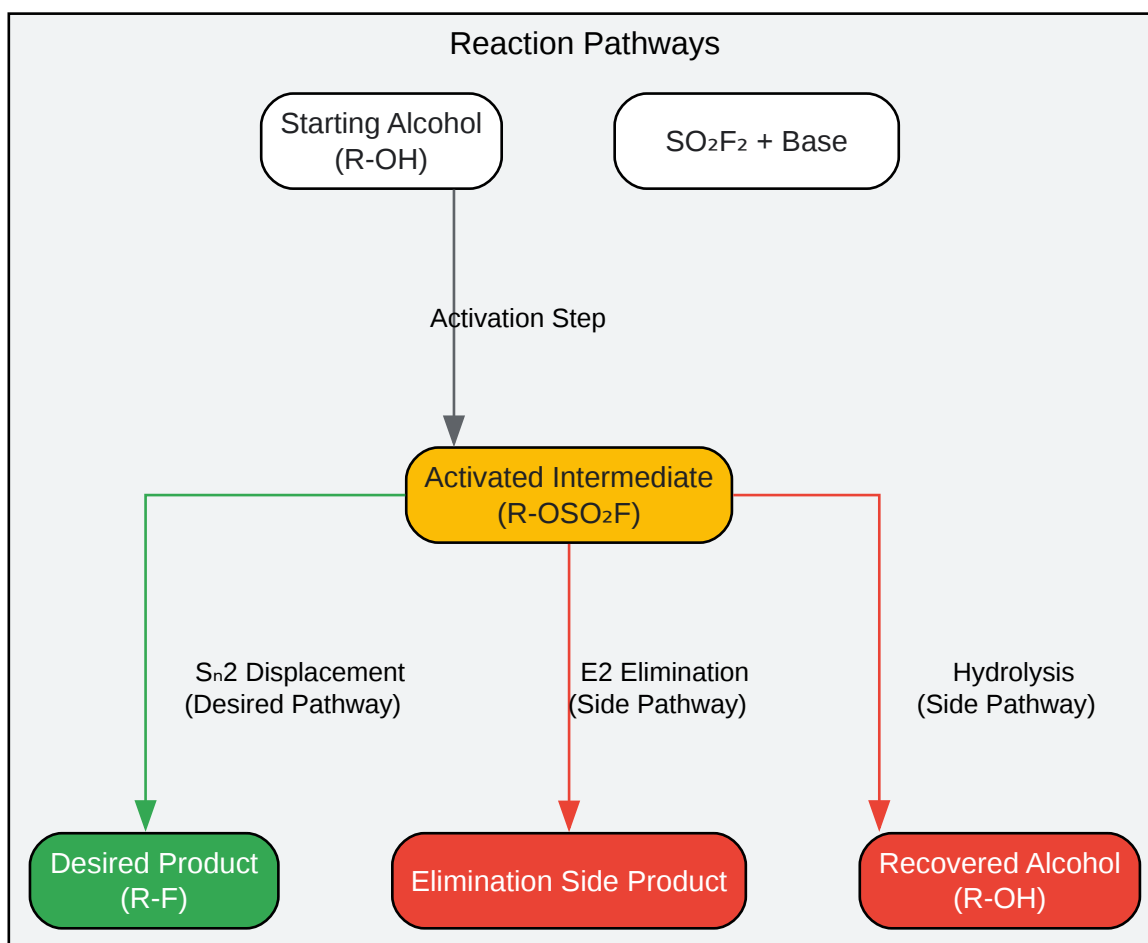 Reaction Pathways
Starting Alcohol
(R-OH)
SO₂F₂ + Base
Activation Step
Activated Intermediate
(R-OSO₂F)
Sₙ2 Displacement
(Desired Pathway)
E2 Elimination
(Side Pathway)
Hydrolysis
(Side Pathway)
Desired Product
(R-F)
Elimination Side Product
Recovered Alcohol
(R-OH)